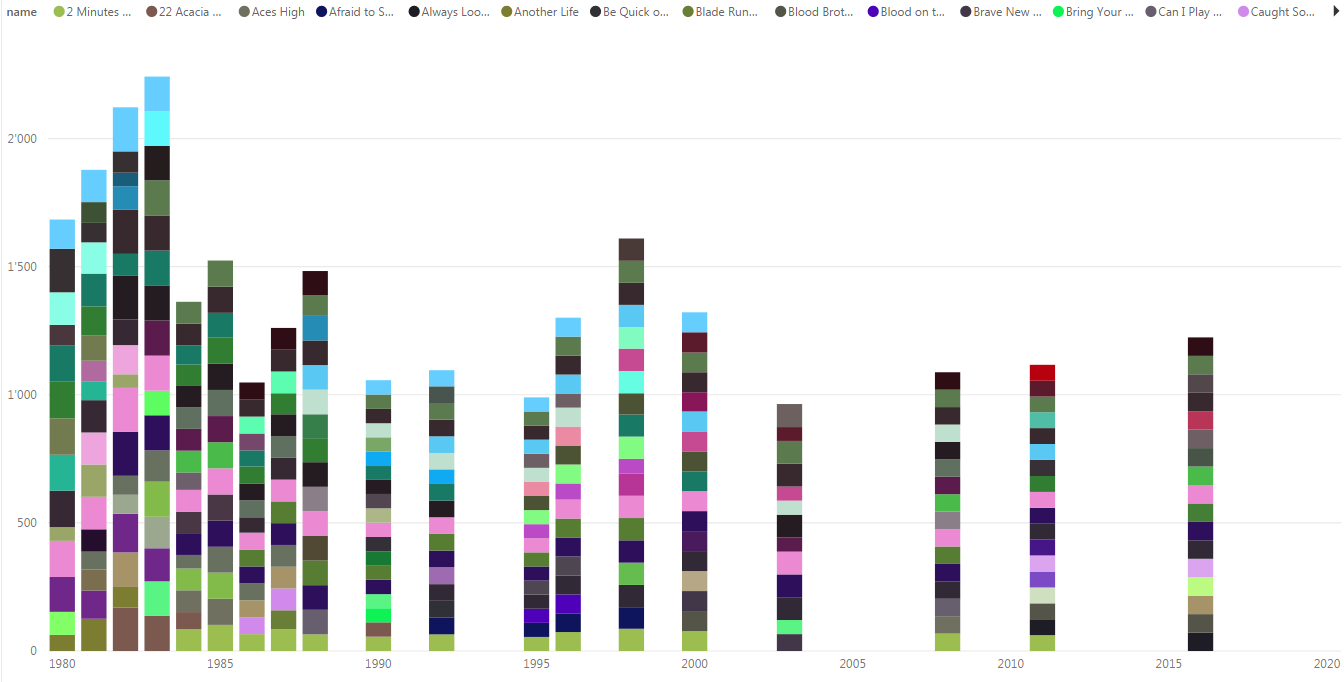 name 2 Minutes ... 22 Acacia ... Aces High Afraid to S... Always Loo... Another Life Be Quick o... Blade Run... Blood Brot... Blood on t... Brave New ... Bring Your ... Can I Play ... Caught So...
2'000
1'500
1'000
500
0
1980 1985 1990 1995 2000 2005 2010 2015 2020